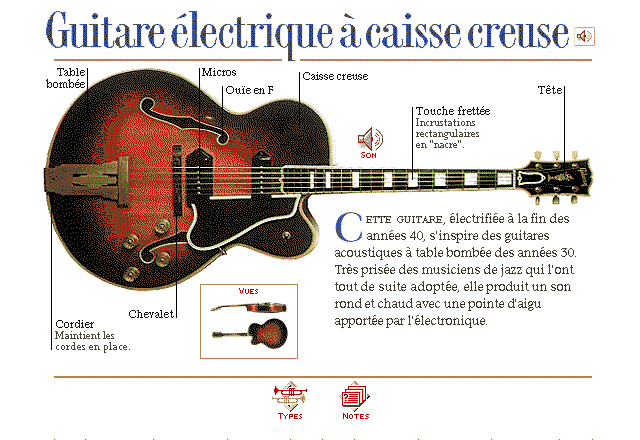 Guitare électrique à caisse creuse
Table
bombée
Micros
Ouïe en F
Caisse creuse
Tête
Touche frettée
Incrustations
rectangulaires
en "nacre".
Son
Cette guitare, électrifiée à la fin des
années 40, s'inspire des guitares
acoustiques à table bombée des années 30.
Très prisée des musiciens de jazz qui l'ont
tout de suite adoptée, elle produit un son
rond et chaud avec une pointe d'aigu
apportée par l'électronique.
Vues
Chevalet
Cordier
Maintient les
cordes en place.
Types
Notes